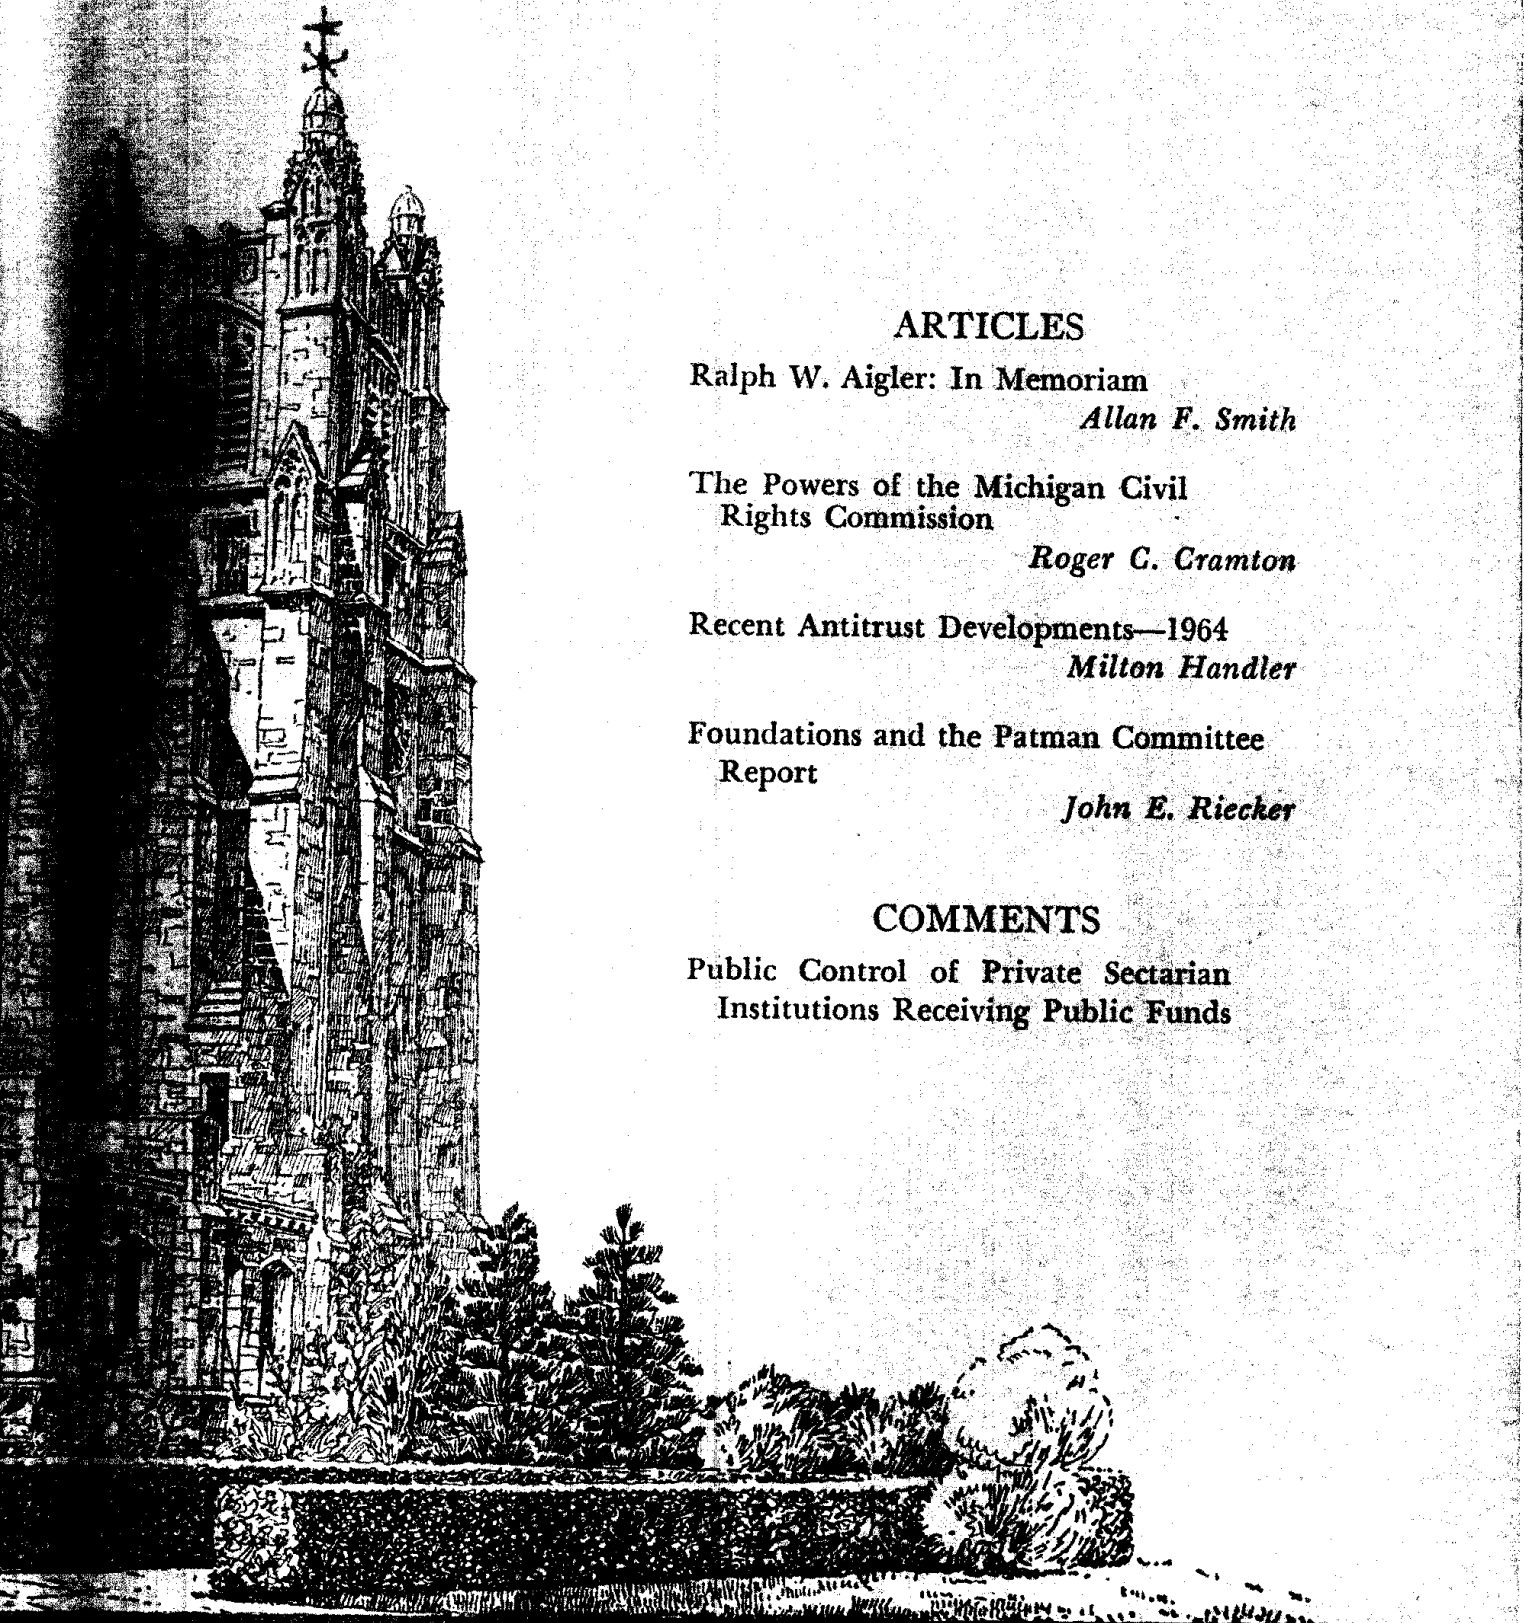 ARTICLES
Ralph W. Aigler: In Memoriam
Allan F. Smith
The Powers of the Michigan Civil
Rights Commission
Roger C. Cramton
Recent Antitrust Developments—1964
Milton Handler
Foundations and the Patman Committee
Report
John E. Riecker
COMMENTS
Public Control of Private Sectarian
Institutions Receiving Public Funds